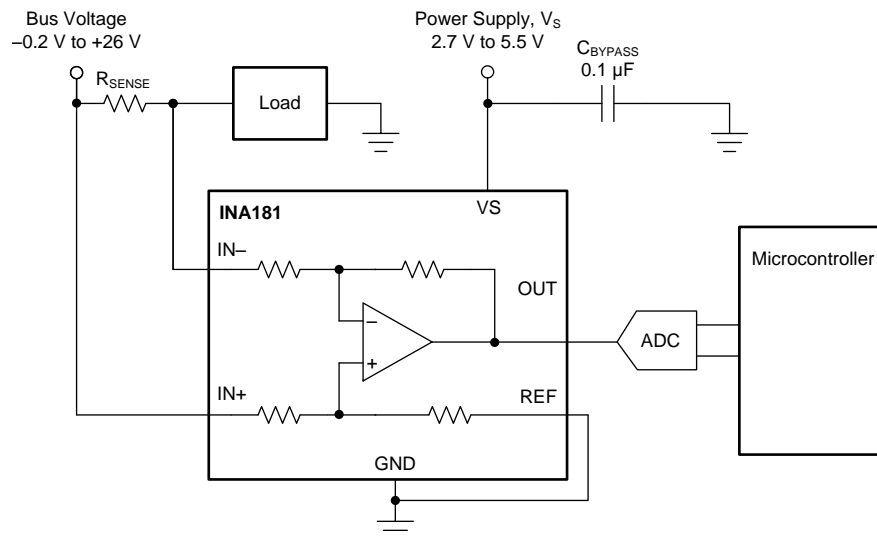 Bus Voltage
–0.2 V to +26 V
Power Supply, VS
2.7 V to 5.5 V
CBYPASS
0.1 µF
RSENSE
Load
INA181
VS
IN–
OUT
–
+
IN+
REF
GND
ADC
Microcontroller